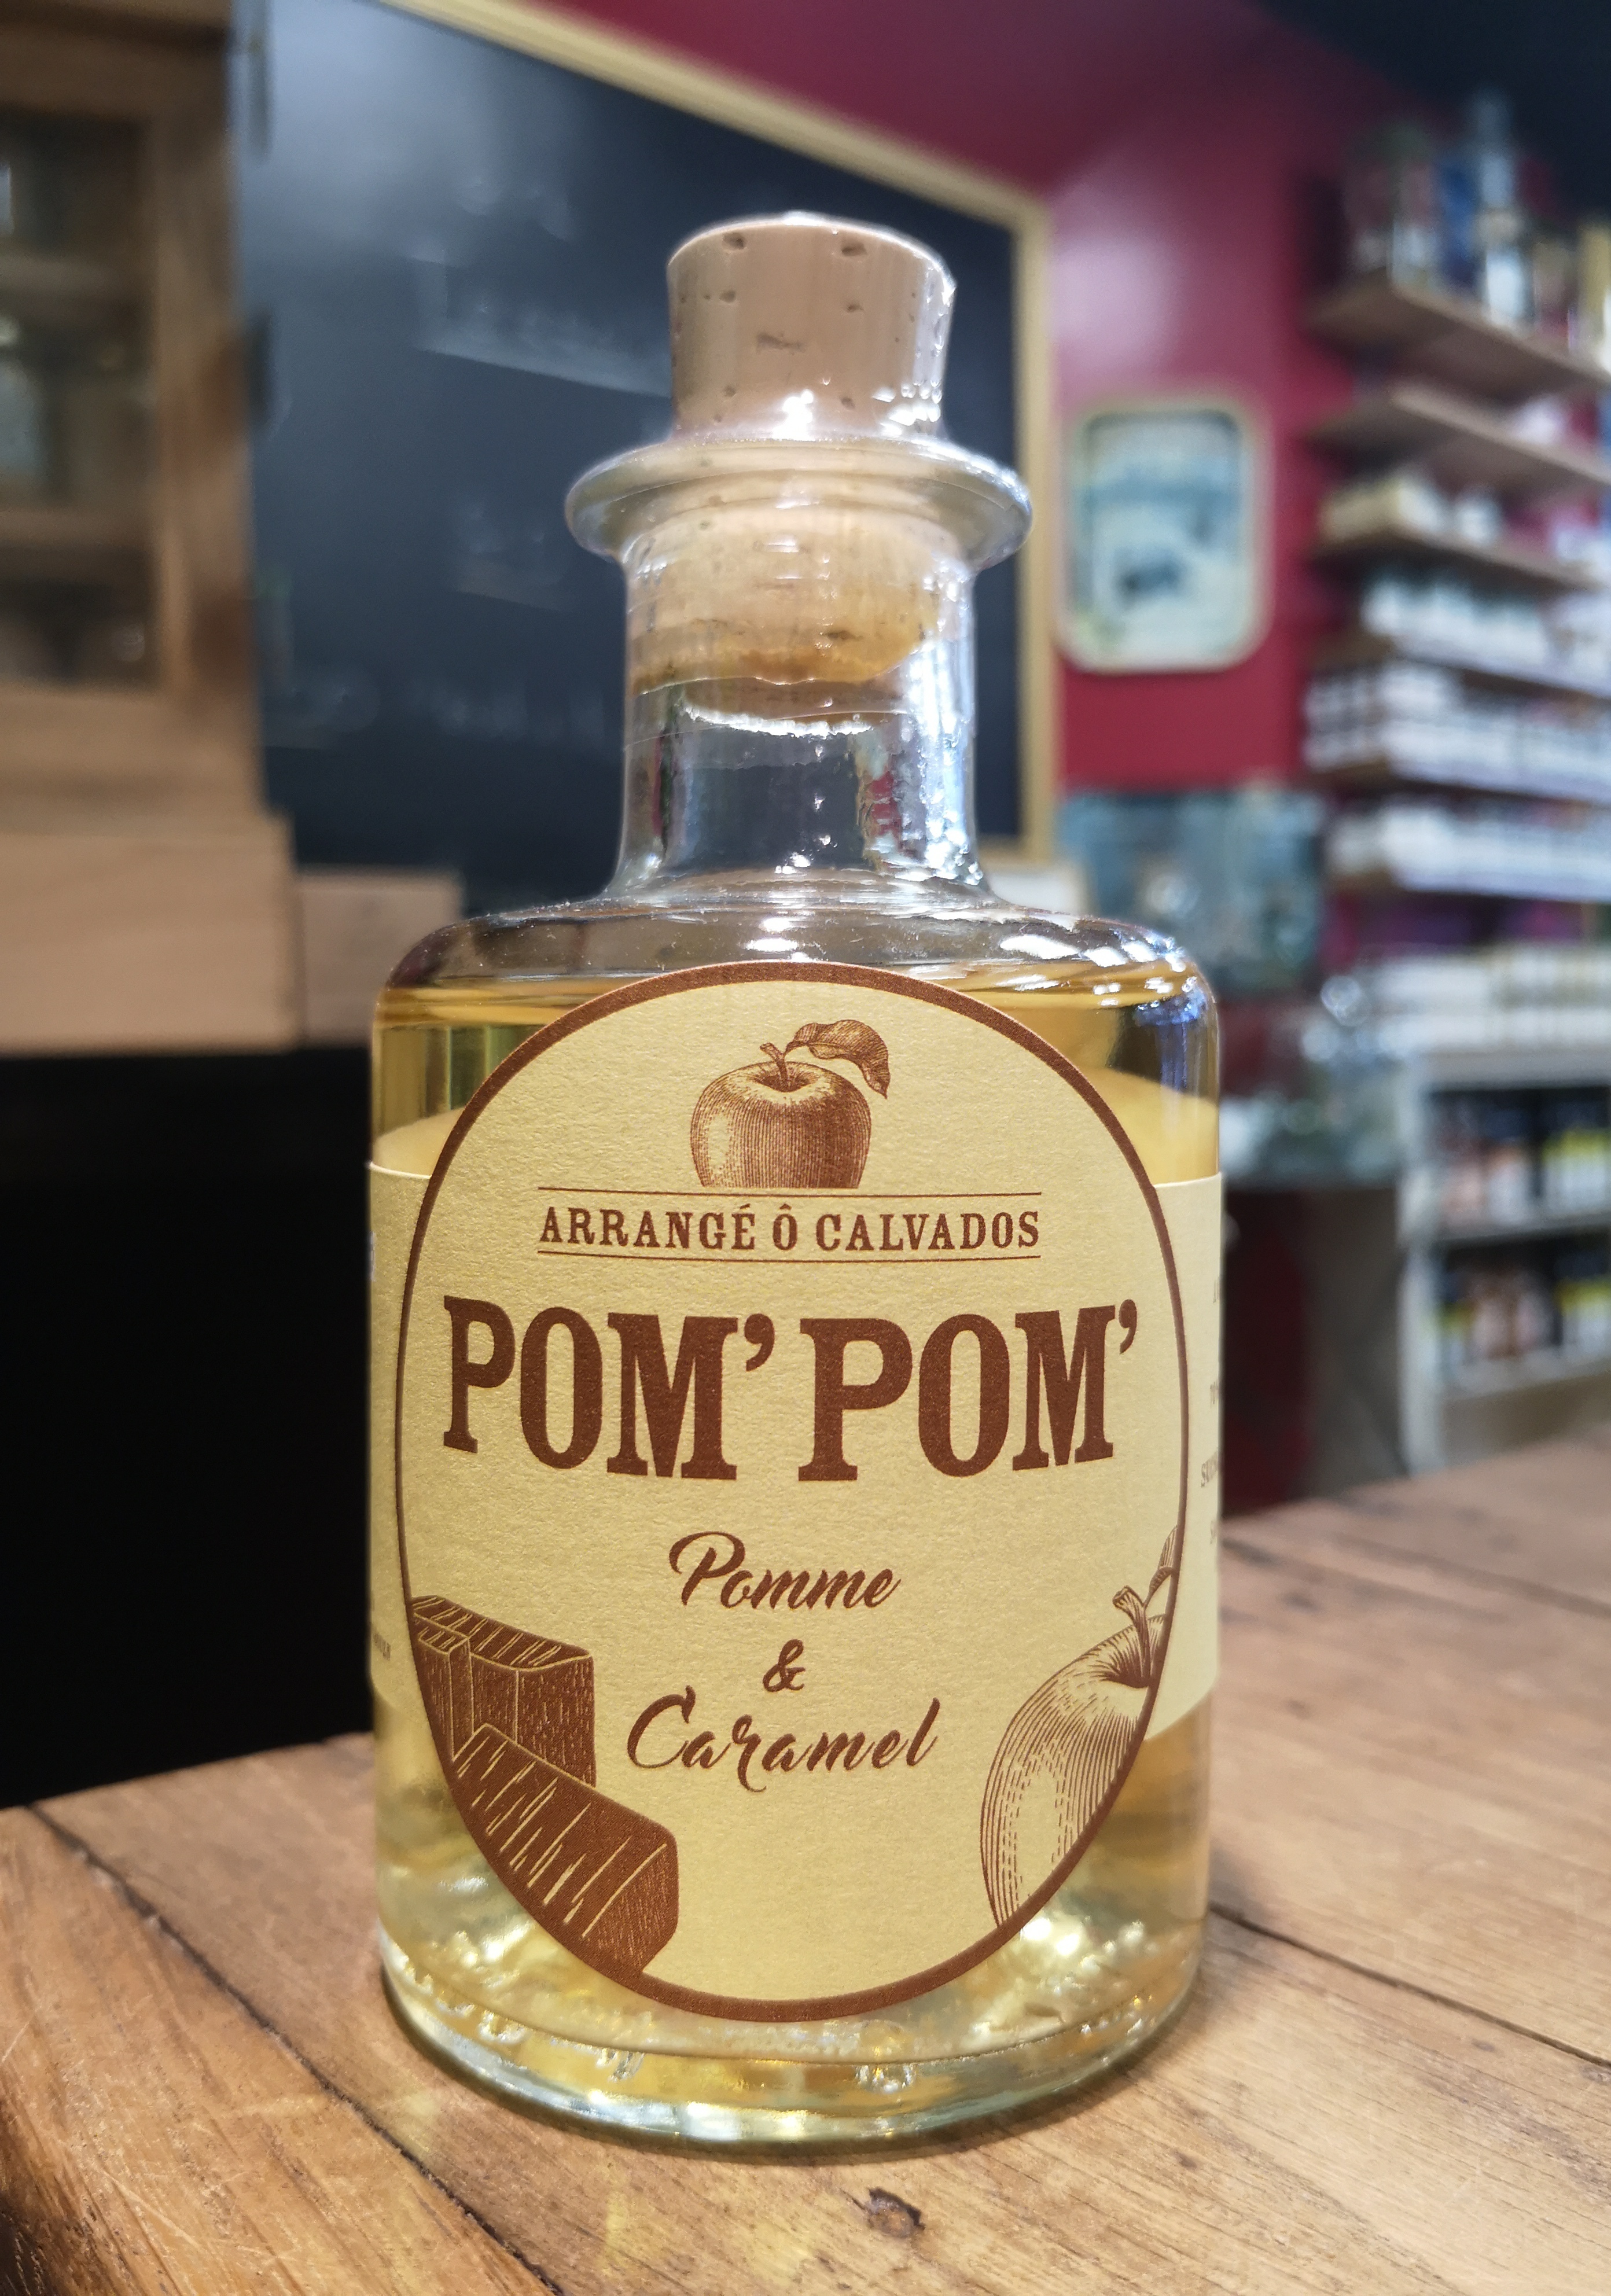 ARRANGÉ Ô CALVADOS
POM' POM'
Pomme
&
Caramel